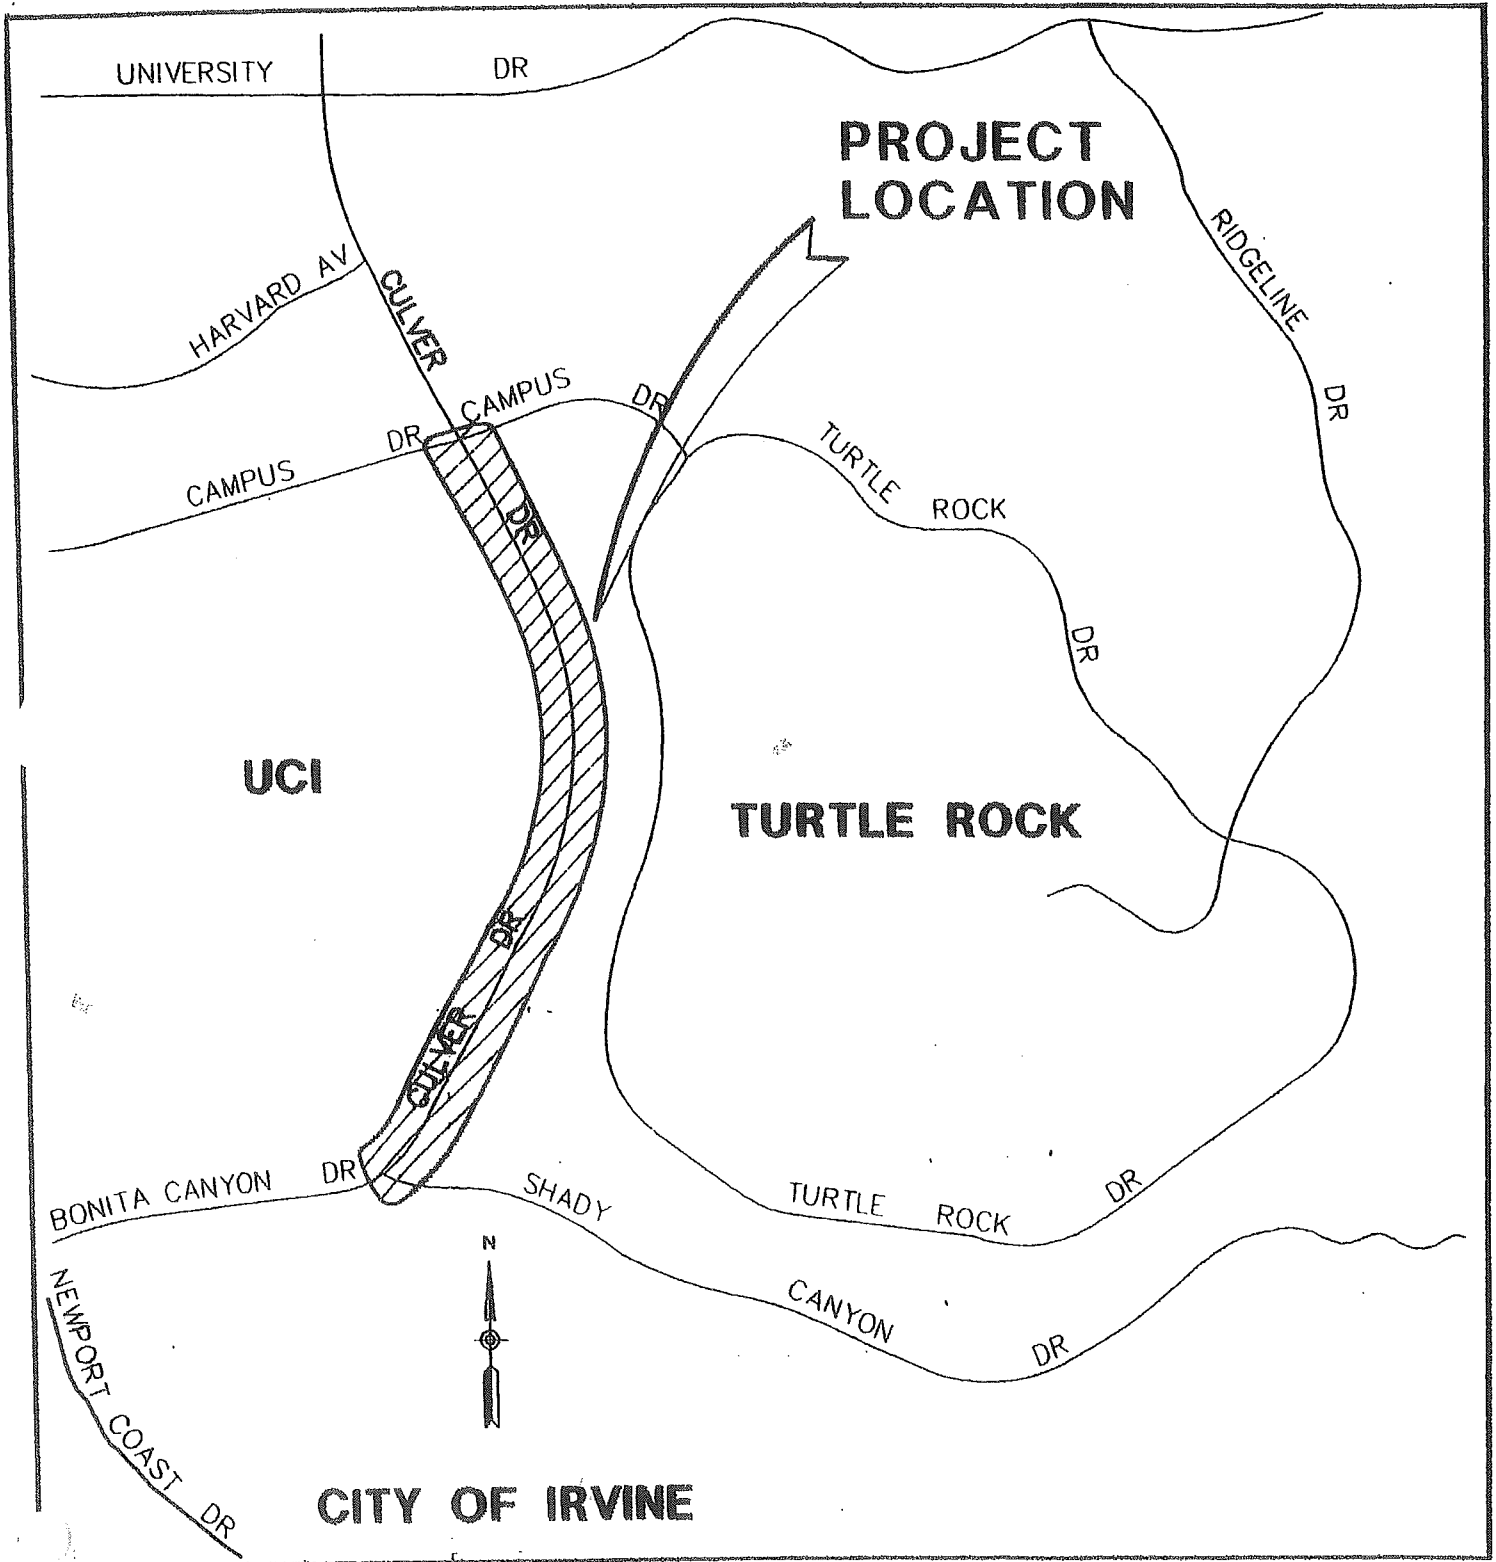 UNIVERSITY DR
PROJECT
LOCATION
RIDGELINE DR
HARVARD AV
CULVER DR
CAMPUS DR
CAMPUS DR
TURTLE ROCK DR
UCI
TURTLE ROCK
CULVER DR
BONITA CANYON DR
SHADY CANYON DR
TURTLE ROCK DR
N
NEWPORT COAST DR
CITY OF IRVINE